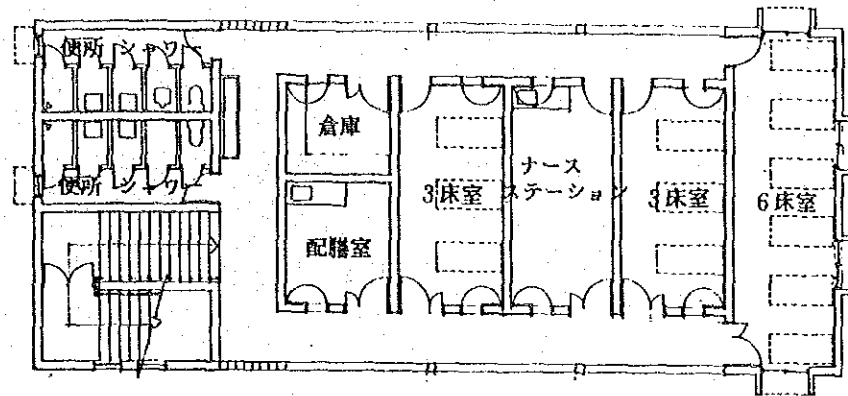 便所 シャワー
倉庫
ナース
ステーション
3床室
3床室
6床室
便所 シャワー
配膳室